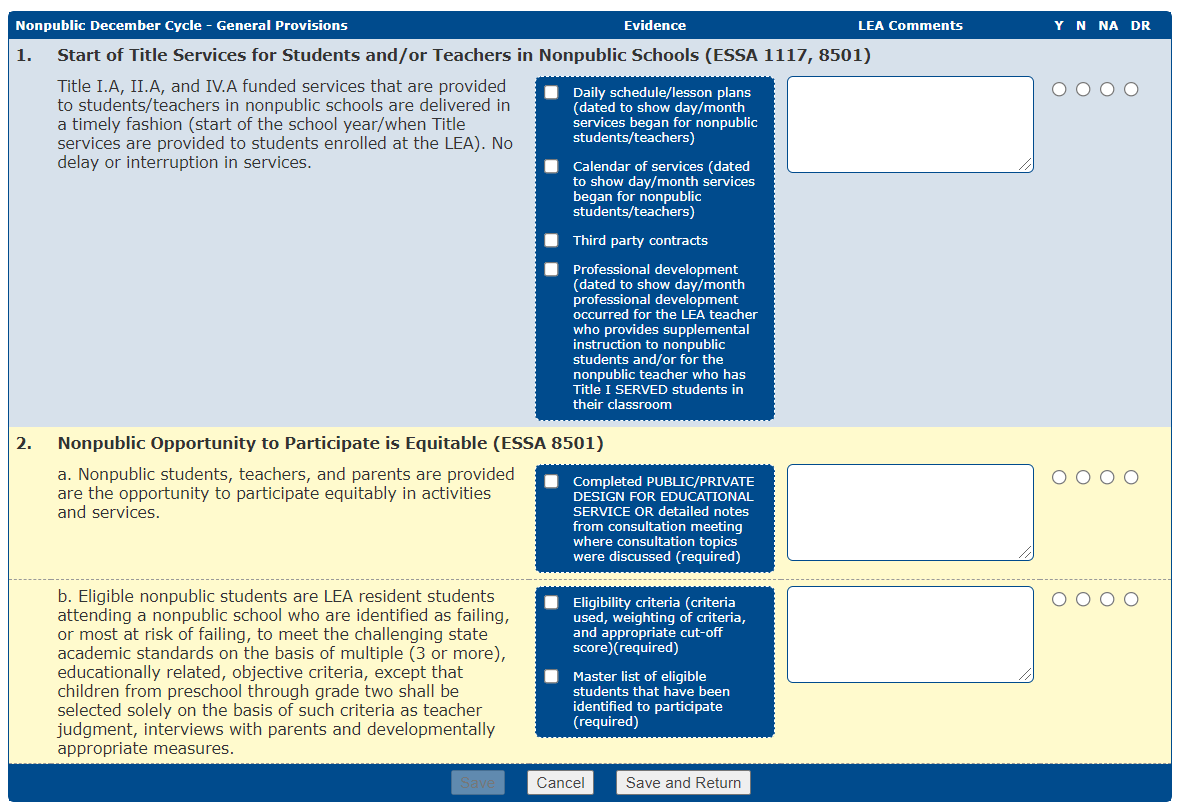 Nonpublic December Cycle - General Provisions Evidence LEA Comments Y N NA DR
1. Start of Title Services for Students and/or Teachers in Nonpublic Schools (ESSA 1117, 8501)
Title I.A, II.A, and IV.A funded services that are provided
to students/teachers in nonpublic schools are delivered in
a timely fashion (start of the school year/when Title
services are provided to students enrolled at the LEA). No
delay or interruption in services.
Daily schedule/lesson plans
(dated to show day/month
services began for nonpublic
students/teachers)
Calendar of services (dated
to show day/month services
began for nonpublic
students/teachers)
Third party contracts
Professional development
(dated to show day/month
professional development
occurred for the LEA teacher
who provides supplemental
instruction to nonpublic
students and/or for the
nonpublic teacher who has
Title I SERVED students in
their classroom
2. Nonpublic Opportunity to Participate is Equitable (ESSA 8501)
a. Nonpublic students, teachers, and parents are provided
are the opportunity to participate equitably in activities
and services.
Completed PUBLIC/PRIVATE
DESIGN FOR EDUCATIONAL
SERVICE OR detailed notes
from consultation meeting
where consultation topics
were discussed (required)
b. Eligible nonpublic students are LEA resident students
attending a nonpublic school who are identified as failing,
or most at risk of failing, to meet the challenging state
academic standards on the basis of multiple (3 or more),
educationally related, objective criteria, except that
children from preschool through grade two shall be
selected solely on the basis of such criteria as teacher
judgment, interviews with parents and developmentally
appropriate measures.
Eligibility criteria (criteria
used, weighting of criteria,
and appropriate cut-off
score)(required)
Master list of eligible
students that have been
identified to participate
(required)
Save Cancel Save and Return